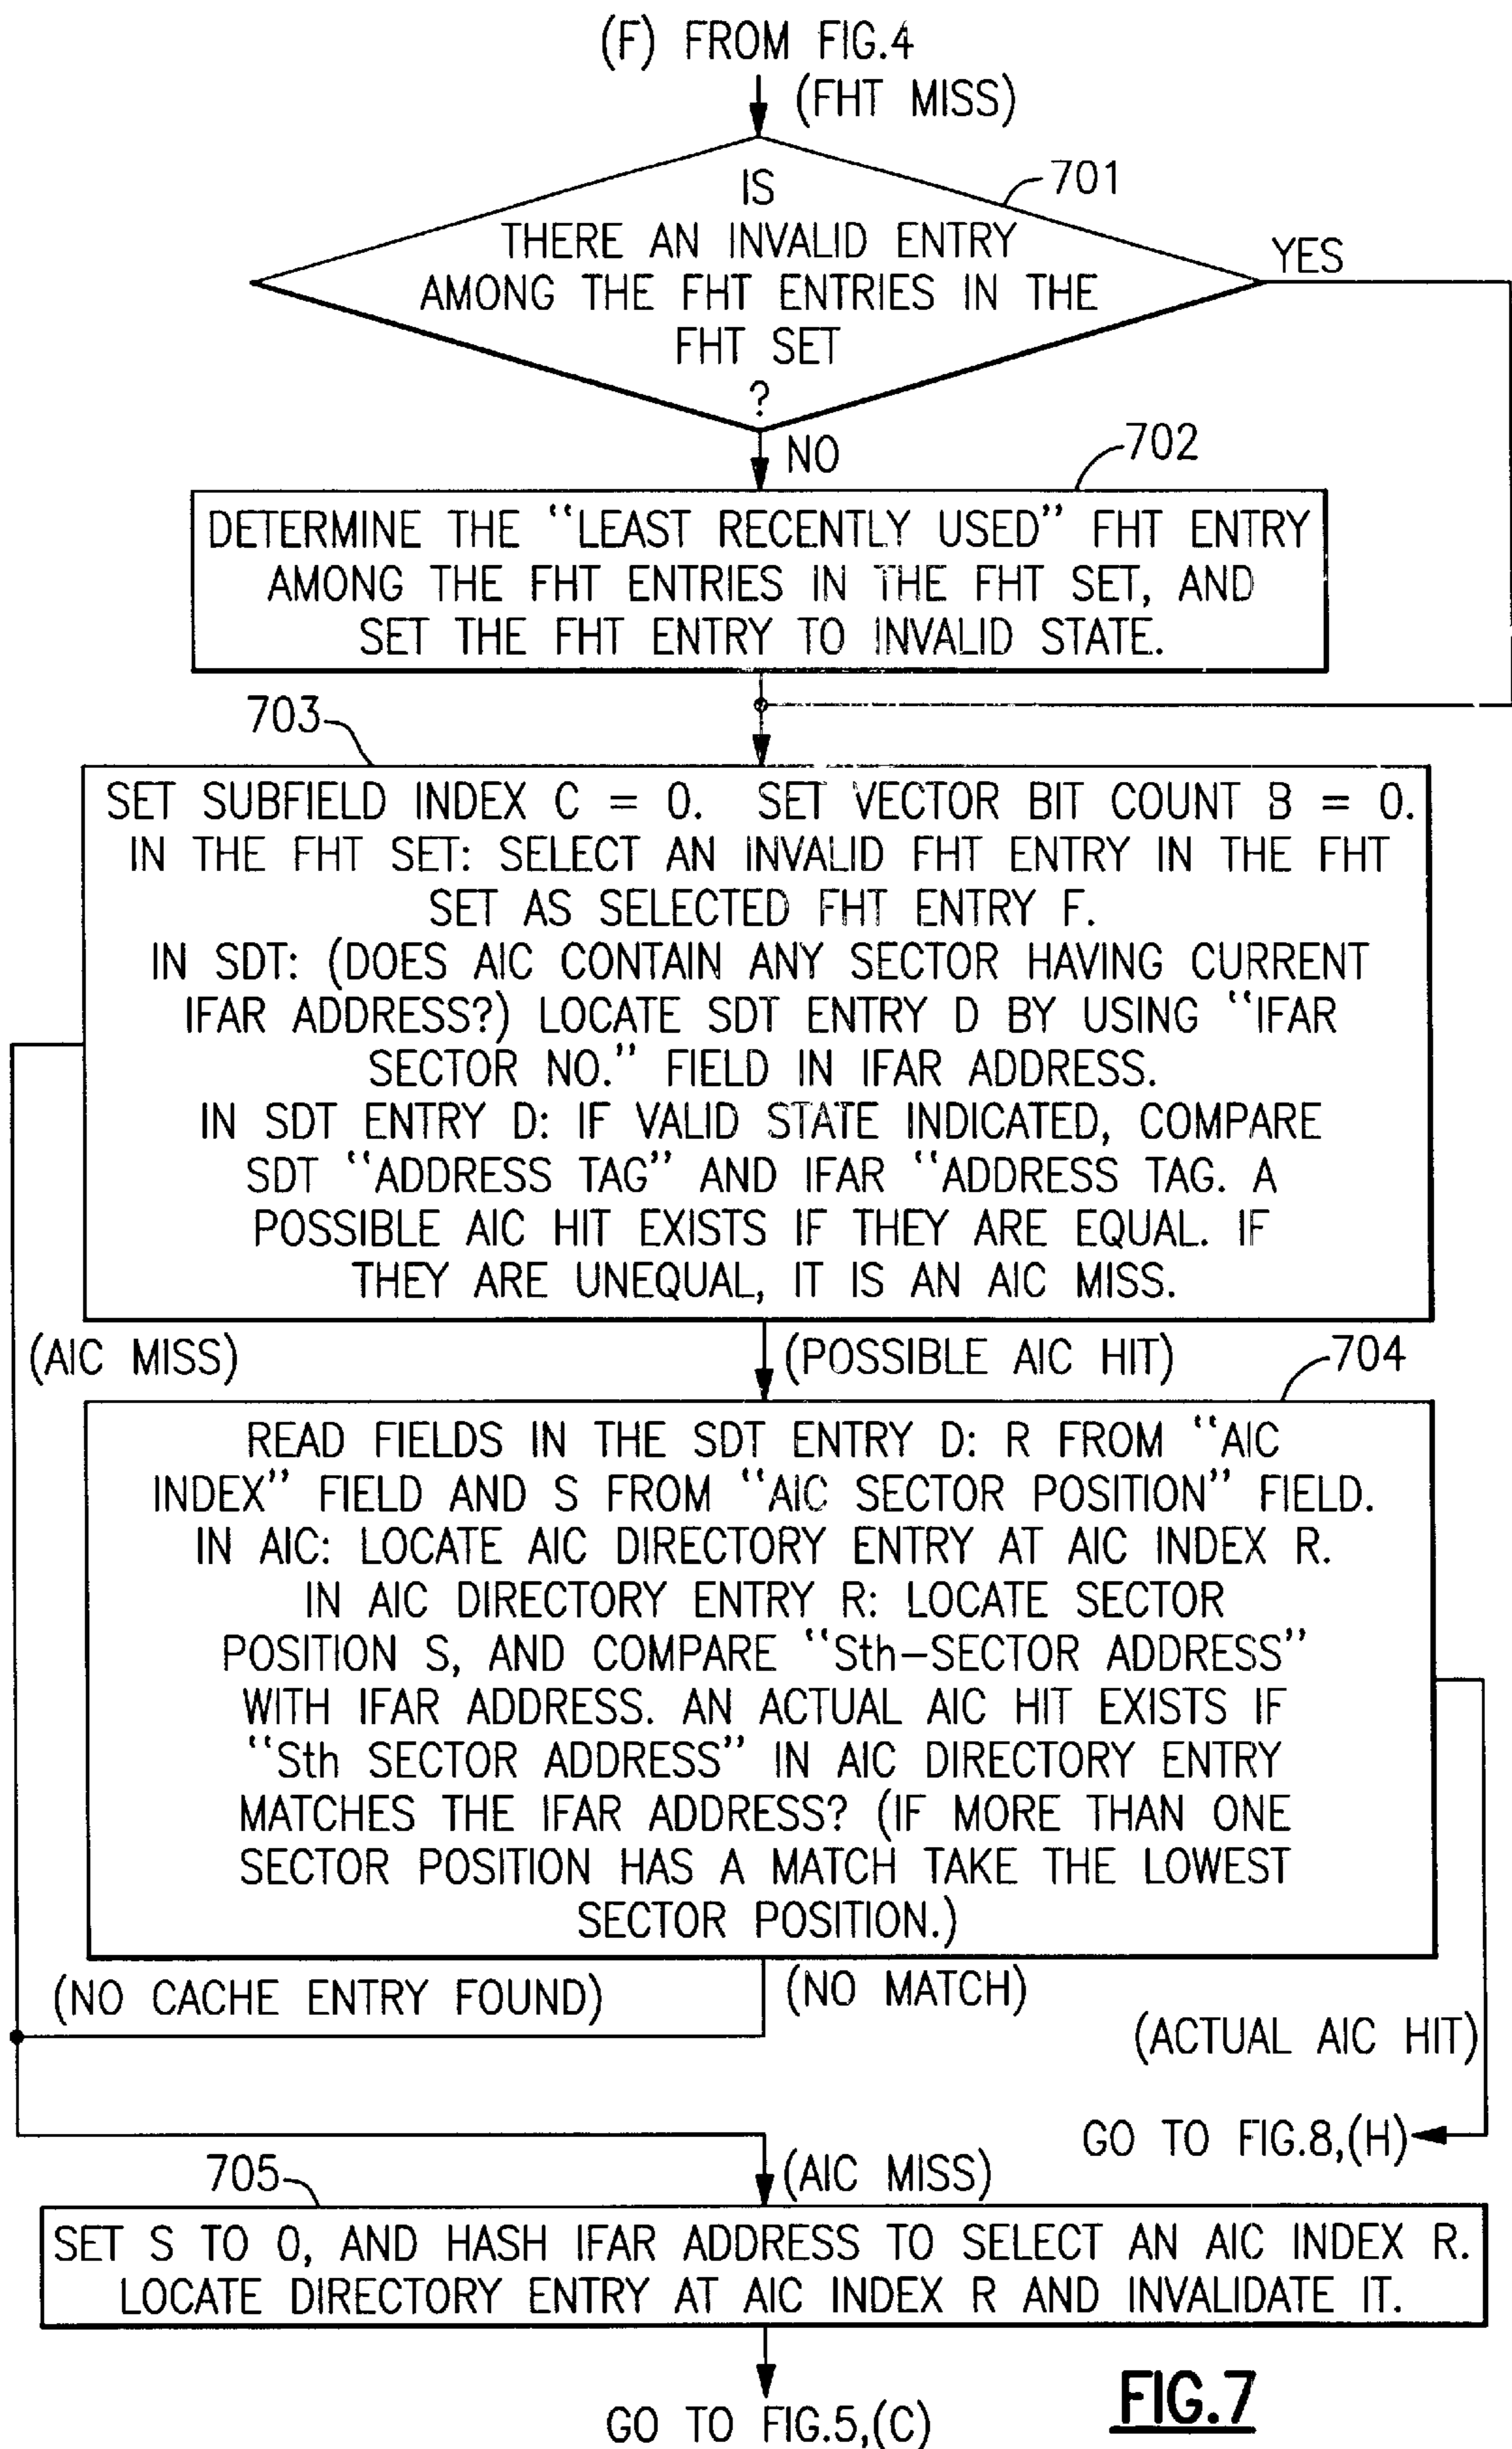 (F) FROM FIG.4
(FHT MISS)
701
IS
THERE AN INVALID ENTRY
AMONG THE FHT ENTRIES IN THE
FHT SET
?
YES
NO
702
DETERMINE THE “LEAST RECENTLY USED” FHT ENTRY
AMONG THE FHT ENTRIES IN THE FHT SET, AND
SET THE FHT ENTRY TO INVALID STATE.
703
SET SUBFIELD INDEX C = 0. SET VECTOR BIT COUNT B = 0.
IN THE FHT SET: SELECT AN INVALID FHT ENTRY IN THE FHT
SET AS SELECTED FHT ENTRY F.
IN SDT: (DOES AIC CONTAIN ANY SECTOR HAVING CURRENT
IFAR ADDRESS?) LOCATE SDT ENTRY D BY USING “IFAR
SECTOR NO.” FIELD IN IFAR ADDRESS.
IN SDT ENTRY D: IF VALID STATE INDICATED, COMPARE
SDT “ADDRESS TAG” AND IFAR “ADDRESS TAG. A
POSSIBLE AIC HIT EXISTS IF THEY ARE EQUAL. IF
THEY ARE UNEQUAL, IT IS AN AIC MISS.
(AIC MISS)
(POSSIBLE AIC HIT)
704
READ FIELDS IN THE SDT ENTRY D: R FROM “AIC
INDEX” FIELD AND S FROM “AIC SECTOR POSITION” FIELD.
IN AIC: LOCATE AIC DIRECTORY ENTRY AT AIC INDEX R.
IN AIC DIRECTORY ENTRY R: LOCATE SECTOR
POSITION S, AND COMPARE “Sth-SECTOR ADDRESS”
WITH IFAR ADDRESS. AN ACTUAL AIC HIT EXISTS IF
“Sth SECTOR ADDRESS” IN AIC DIRECTORY ENTRY
MATCHES THE IFAR ADDRESS? (IF MORE THAN ONE
SECTOR POSITION HAS A MATCH TAKE THE LOWEST
SECTOR POSITION.)
(NO CACHE ENTRY FOUND)
(NO MATCH)
(ACTUAL AIC HIT)
GO TO FIG.8,(H)
705
(AIC MISS)
SET S TO 0, AND HASH IFAR ADDRESS TO SELECT AN AIC INDEX R.
LOCATE DIRECTORY ENTRY AT AIC INDEX R AND INVALIDATE IT.
GO TO FIG.5,(C)
FIG.7